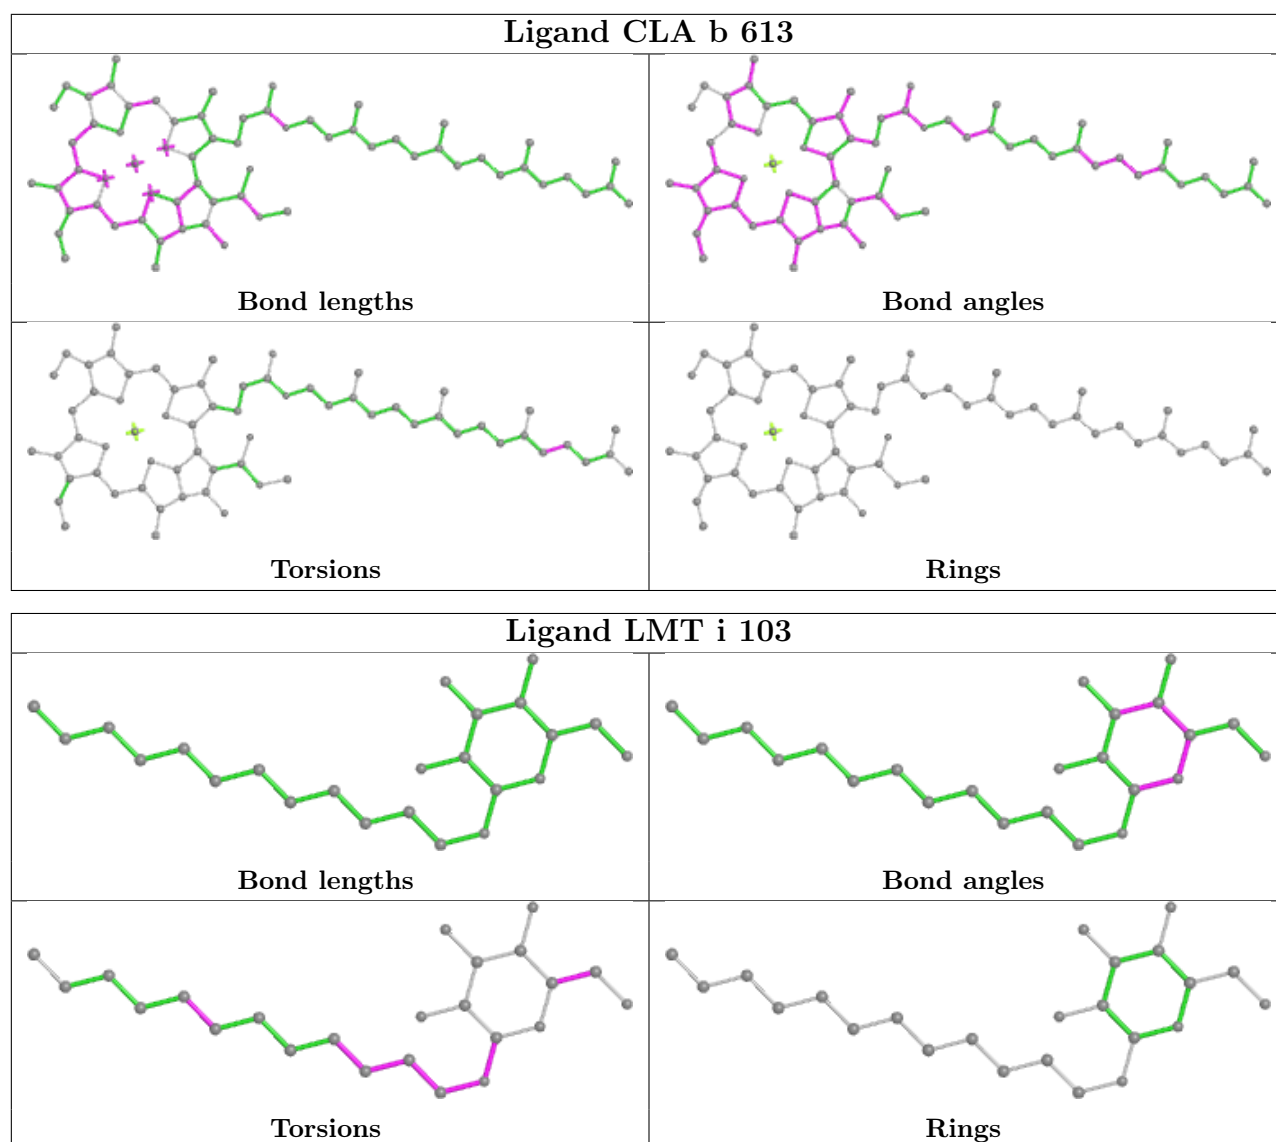 Ligand CLA b 613
Bond lengths
Bond angles
Torsions
Rings
Ligand LMT i 103
Bond lengths
Bond angles
Torsions
Rings